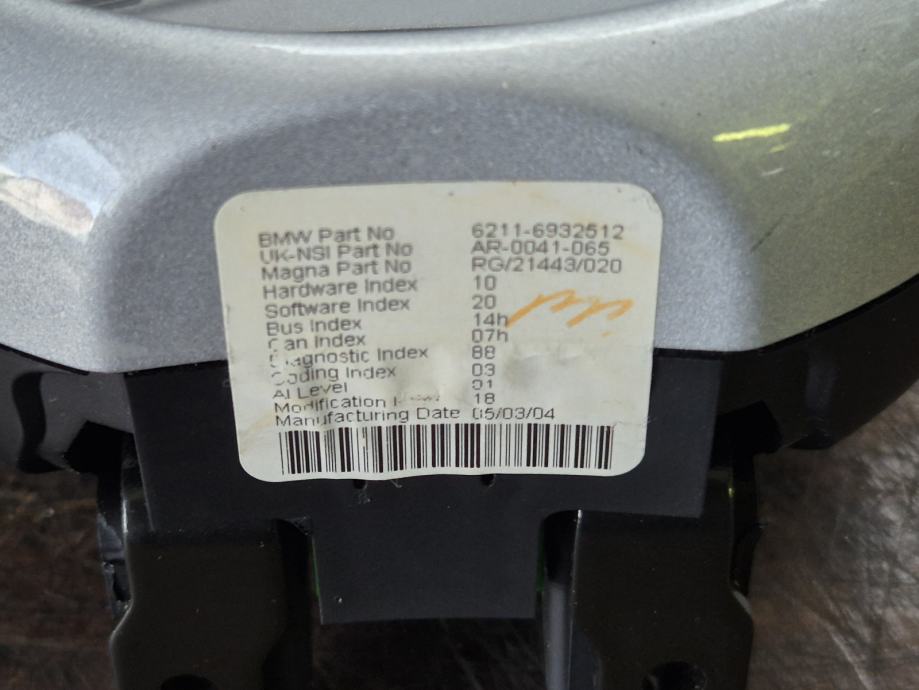 BMW Part No 6211-6932512
UK-NSI Part No AR-0041-065
Magna Part No RG/21443/020
Hardware Index 10
Software Index 20
Bus Index 14h
Can Index 07h
Diagnostic Index 88
Coding Index 03
AI Level 01
Modification 18
Manufacturing Date 05/03/04